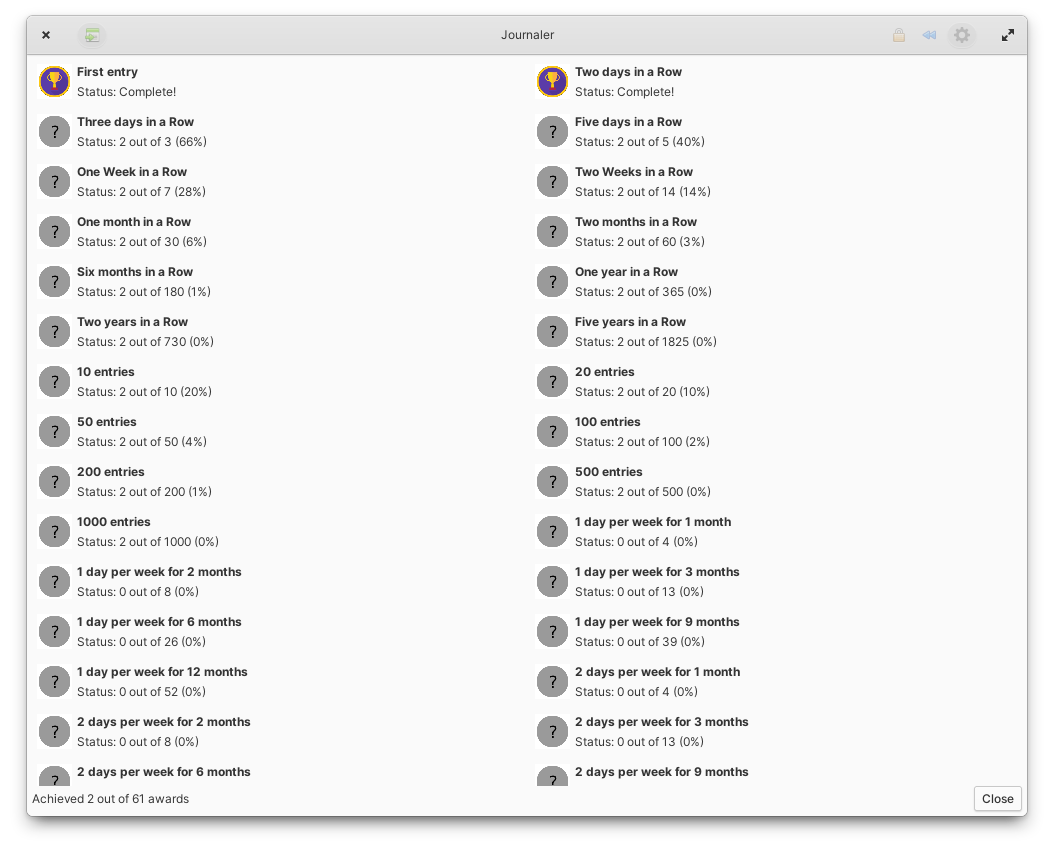 Journaler
First entry
Status: Complete!
Two days in a Row
Status: Complete!
?
Three days in a Row
Status: 2 out of 3 (66%)
?
Five days in a Row
Status: 2 out of 5 (40%)
?
One Week in a Row
Status: 2 out of 7 (28%)
?
Two Weeks in a Row
Status: 2 out of 14 (14%)
?
One month in a Row
Status: 2 out of 30 (6%)
?
Two months in a Row
Status: 2 out of 60 (3%)
?
Six months in a Row
Status: 2 out of 180 (1%)
?
One year in a Row
Status: 2 out of 365 (0%)
?
Two years in a Row
Status: 2 out of 730 (0%)
?
Five years in a Row
Status: 2 out of 1825 (0%)
?
10 entries
Status: 2 out of 10 (20%)
?
20 entries
Status: 2 out of 20 (10%)
?
50 entries
Status: 2 out of 50 (4%)
?
100 entries
Status: 2 out of 100 (2%)
?
200 entries
Status: 2 out of 200 (1%)
?
500 entries
Status: 2 out of 500 (0%)
?
1000 entries
Status: 2 out of 1000 (0%)
?
1 day per week for 1 month
Status: 0 out of 4 (0%)
?
1 day per week for 2 months
Status: 0 out of 8 (0%)
?
1 day per week for 3 months
Status: 0 out of 13 (0%)
?
1 day per week for 6 months
Status: 0 out of 26 (0%)
?
1 day per week for 9 months
Status: 0 out of 39 (0%)
?
1 day per week for 12 months
Status: 0 out of 52 (0%)
?
2 days per week for 1 month
Status: 0 out of 4 (0%)
?
2 days per week for 2 months
Status: 0 out of 8 (0%)
?
2 days per week for 3 months
Status: 0 out of 13 (0%)
?
2 days per week for 6 months
?
2 days per week for 9 months
Achieved 2 out of 61 awards
Close